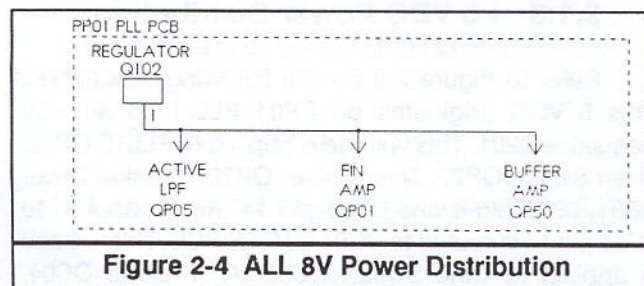 PP01 PLL PCB
REGULATOR
Q102
ACTIVE LPF QP05
FIN AMP QP01
BUFFER AMP QP50
Figure 2-4 ALL 8V Power Distribution